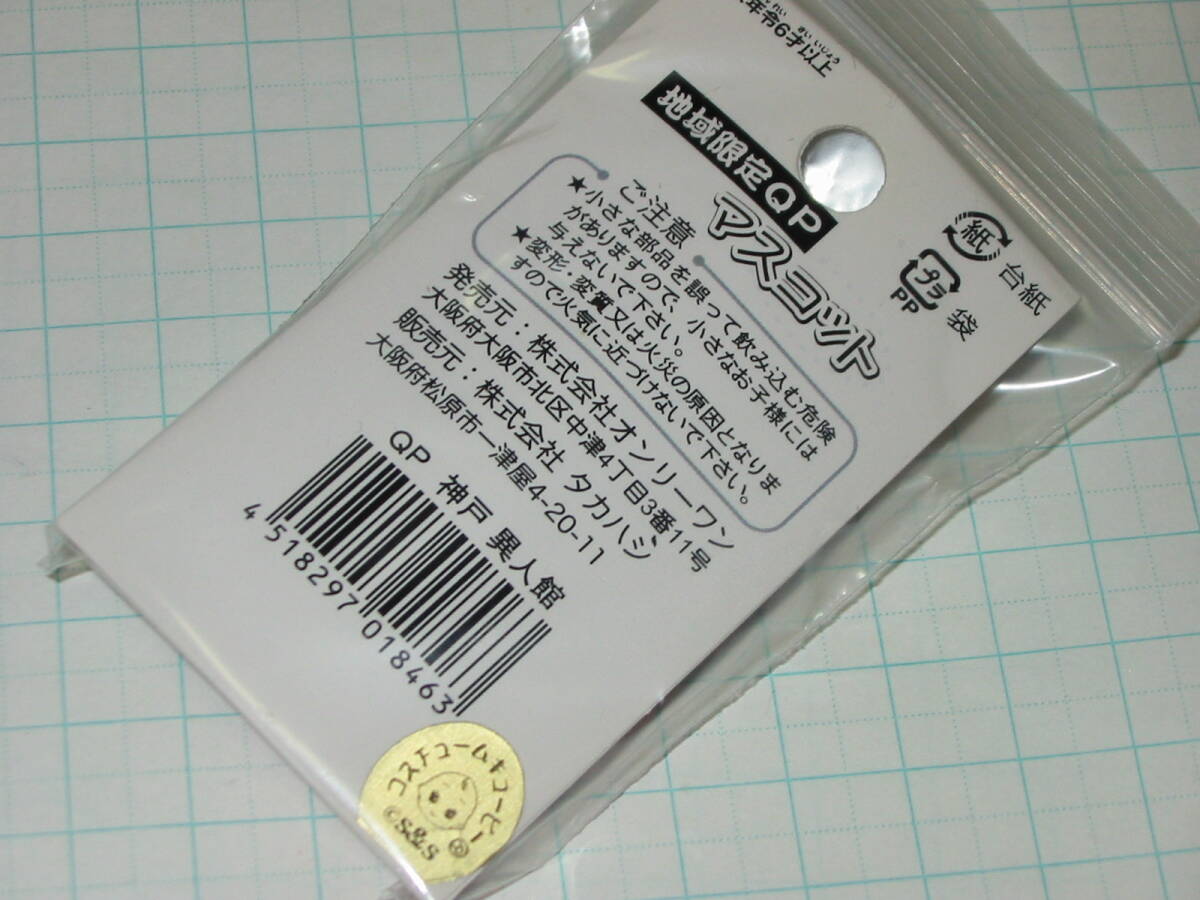 年令6才以上
れい さい いじょう
地域限定QP
マスコット
紙
台紙
プラ
PP
袋
ご注意
★小さな部品を誤って飲み込む危険
がありますので、小さなお子様には
与えないで下さい。
★変形・変質又は火災の原因となりま
すので火気に近づけないで下さい。
発売元：株式会社オンリーワン
大阪府大阪市北区中津4丁目3番11号
販売元：株式会社 タカハシ
大阪府松原市一津屋4-20-11
QP 神戸 異人館
4 518297 018463
コスチュームキューピー
©S&S